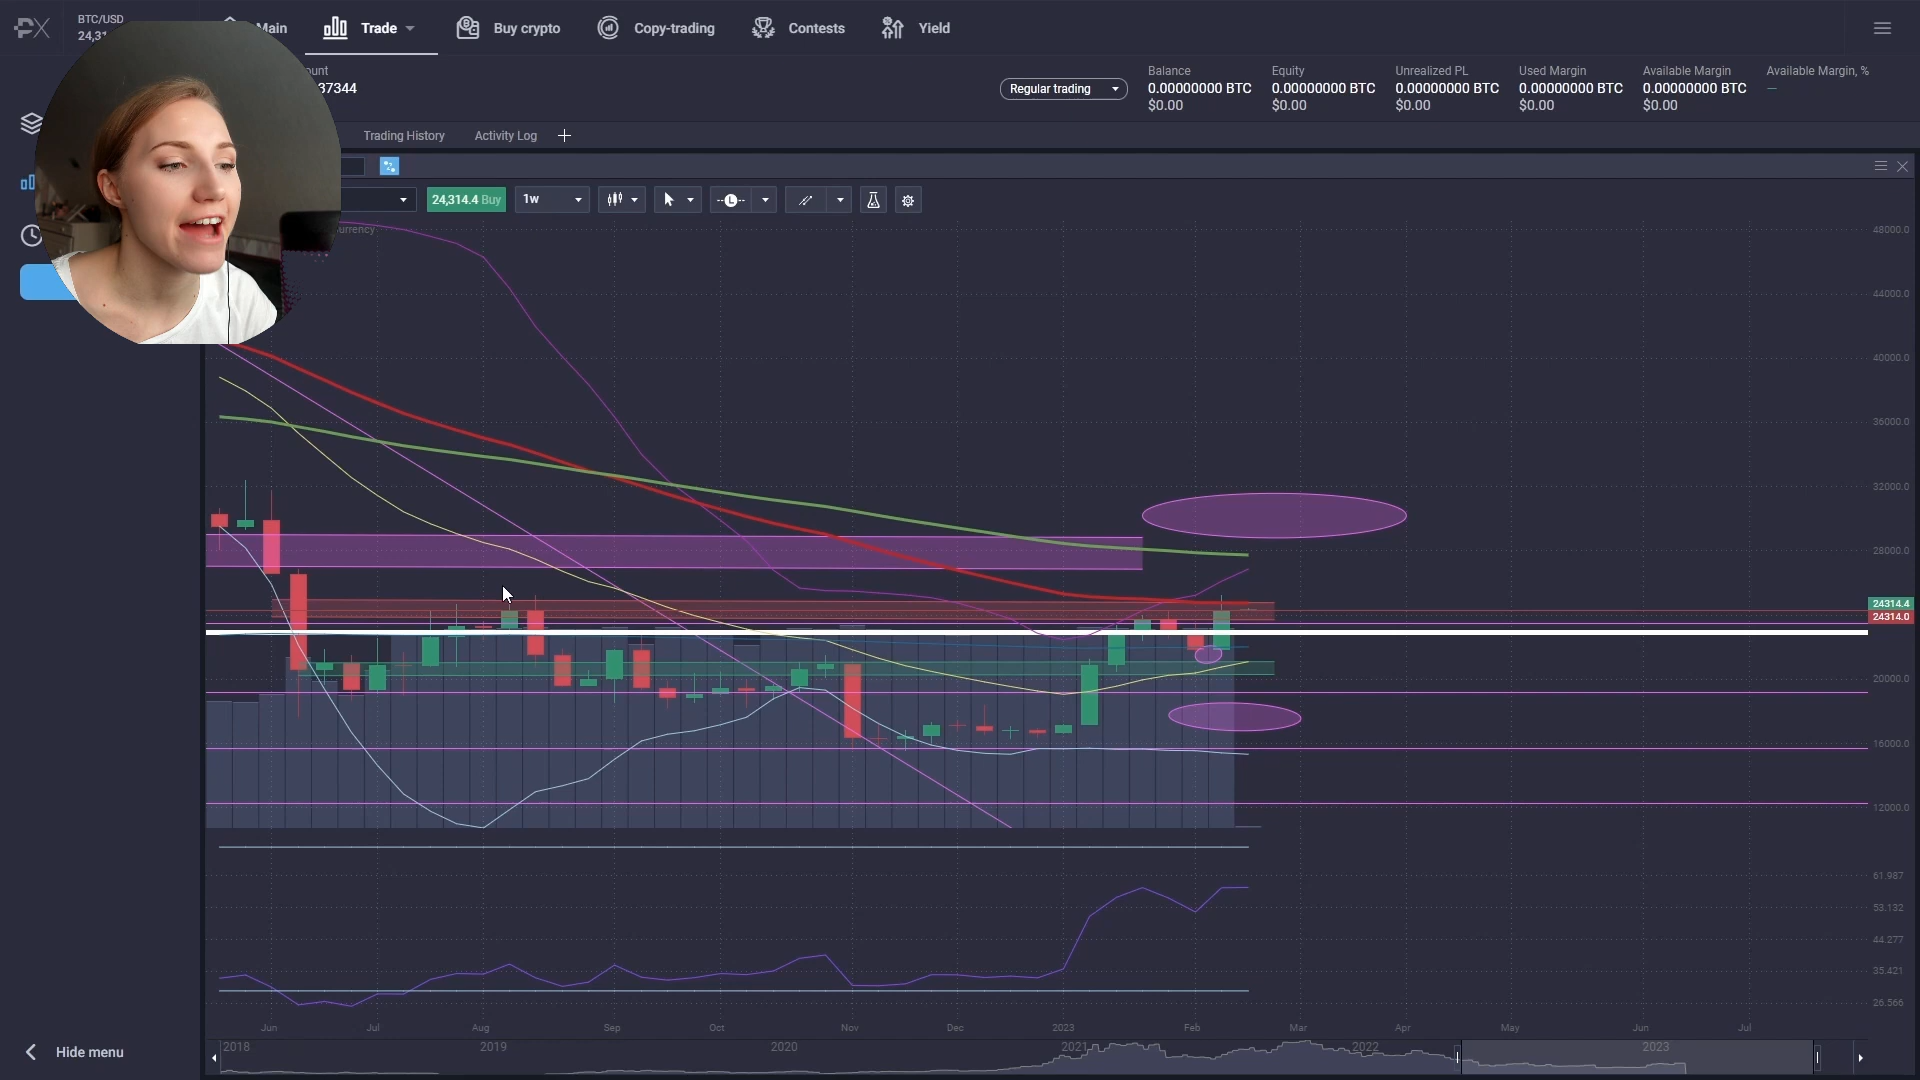 PX
BTC/USD
24,31
Main
Trade
Buy crypto
Copy-trading
Contests
Yield
ount
37344
Regular trading
Balance
0.00000000 BTC
$0.00
Equity
0.00000000 BTC
$0.00
Unrealized PL
0.00000000 BTC
$0.00
Used Margin
0.00000000 BTC
$0.00
Available Margin
0.00000000 BTC
$0.00
Available Margin, %
—
Trading History
Activity Log
24,314.4 Buy
1w
urrency
48000.0
44000.0
40000.0
36000.0
32000.0
28000.0
24314.4
24314.0
20000.0
16000.0
12000.0
61.987
53.132
44.277
35.421
26.566
Jun Jul Aug Sep Oct Nov Dec 2023 Feb Mar Apr May Jun Jul
2018 2019 2020 2021 2022 2023
Hide menu